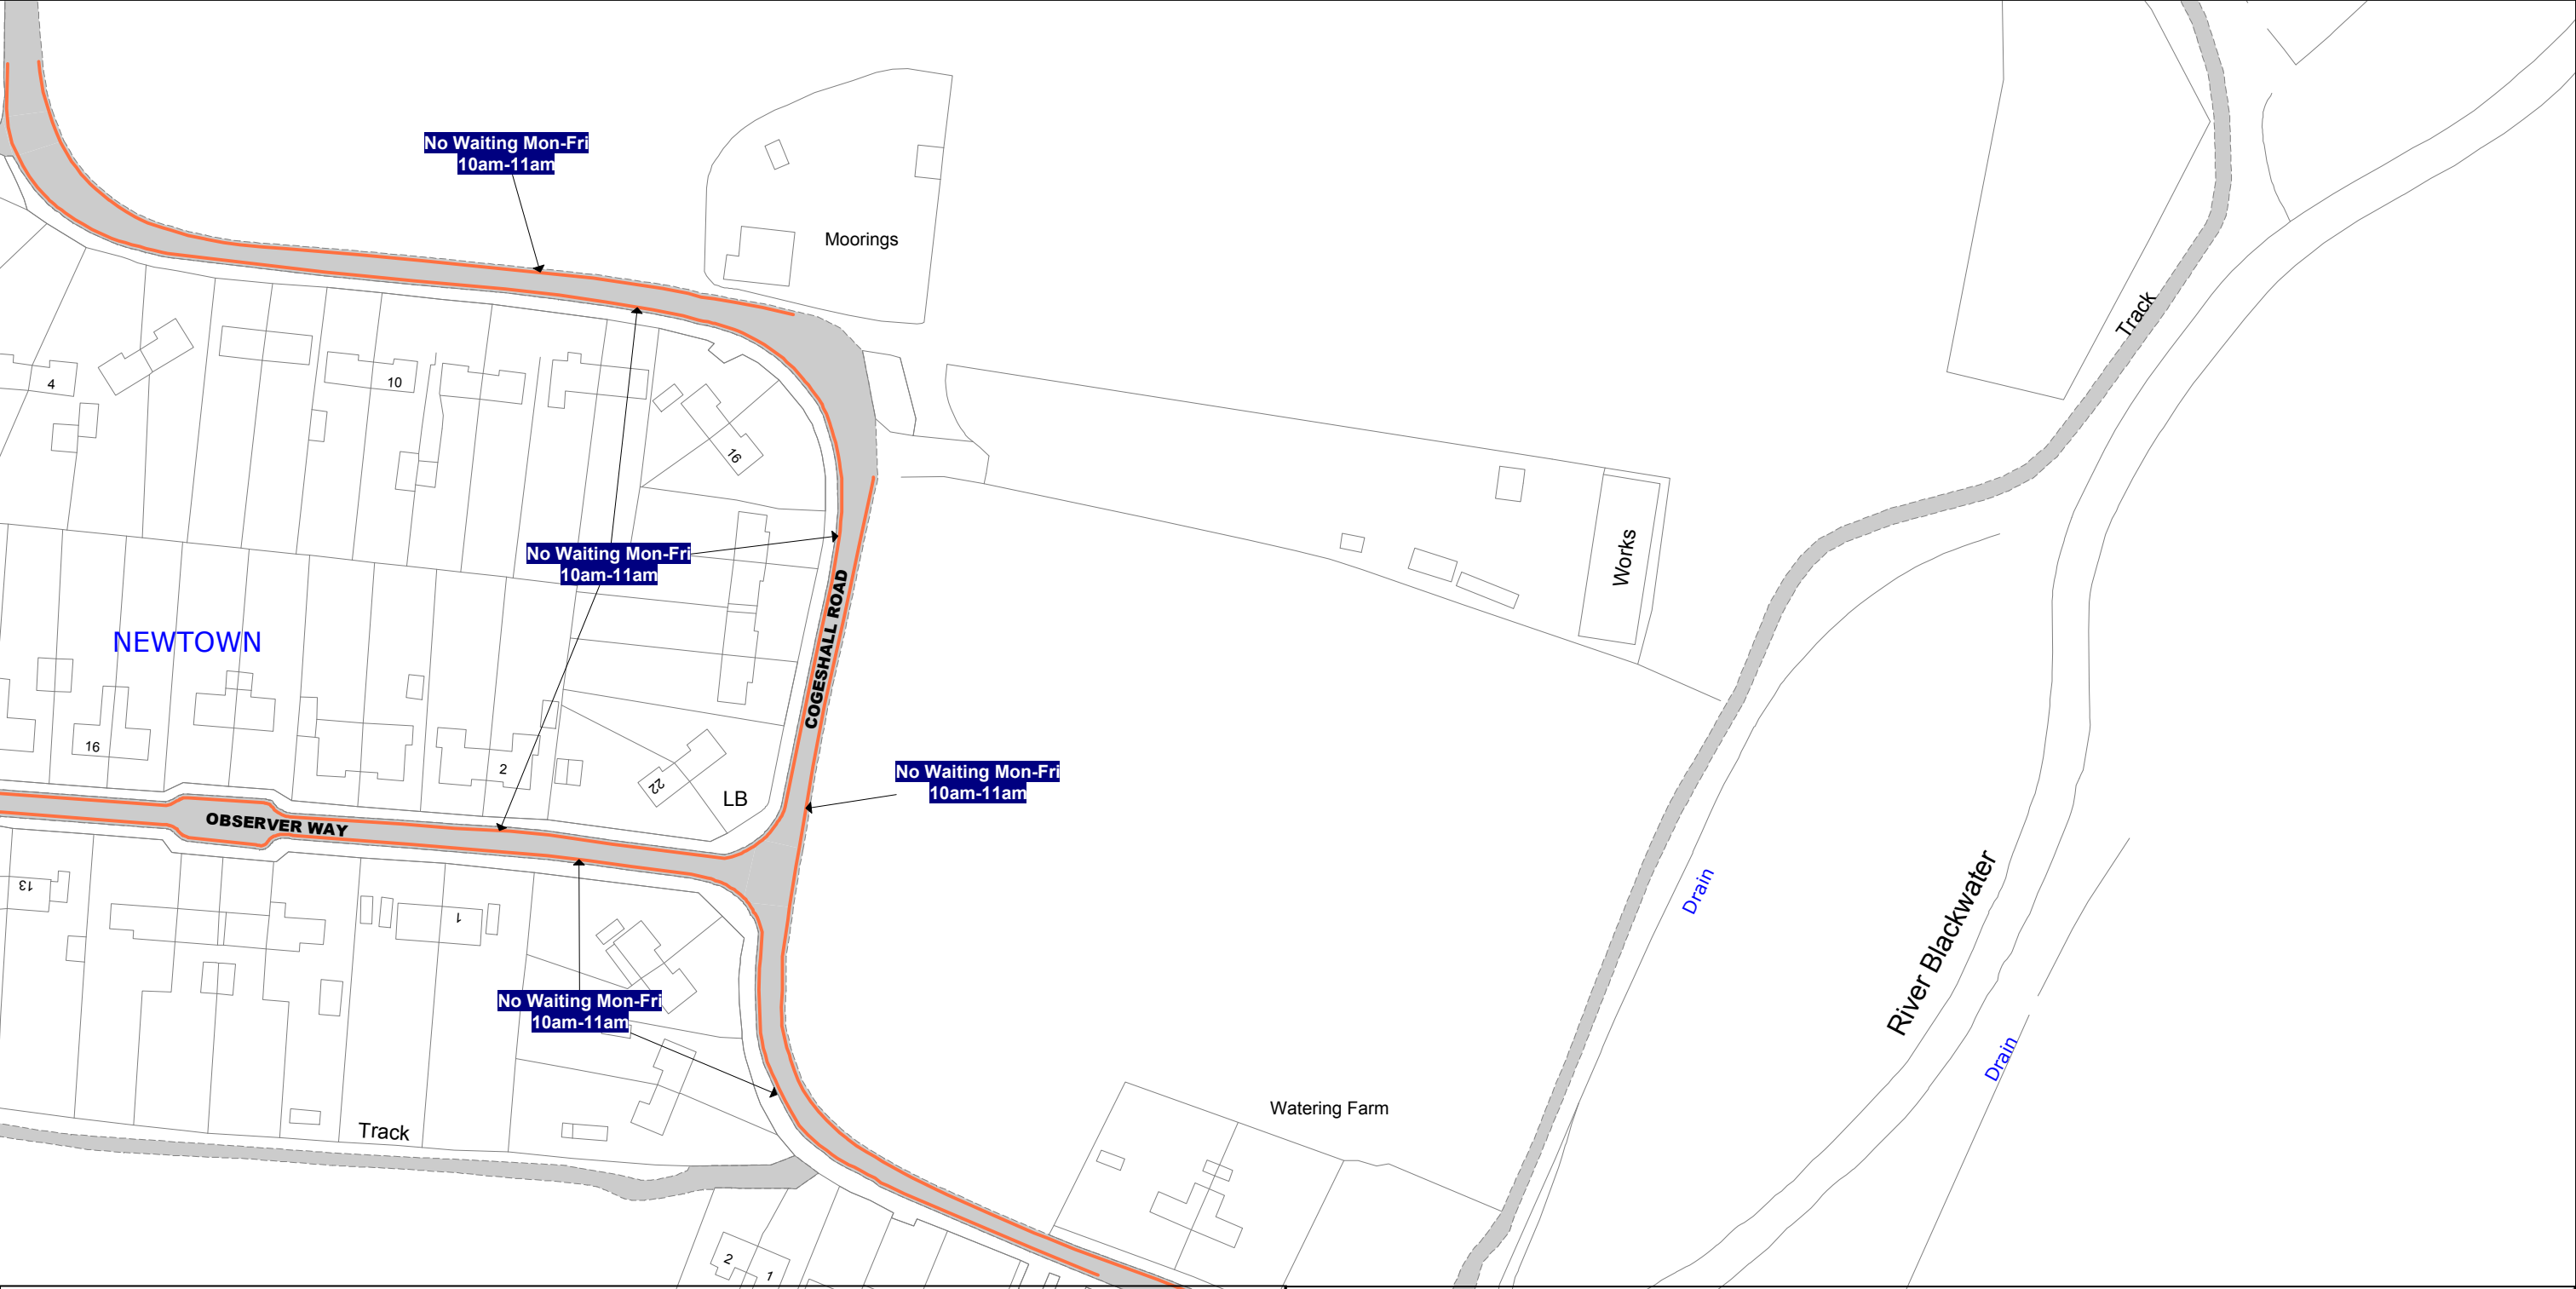 No Waiting Mon-Fri
10am-11am
Moorings
Track
4
10
16
No Waiting Mon-Fri
10am-11am
Works
COGESHALL ROAD
NEWTOWN
16
2
22
LB
No Waiting Mon-Fri
10am-11am
OBSERVER WAY
13
1
Drain
River Blackwater
No Waiting Mon-Fri
10am-11am
Drain
Watering Farm
Track
2
1